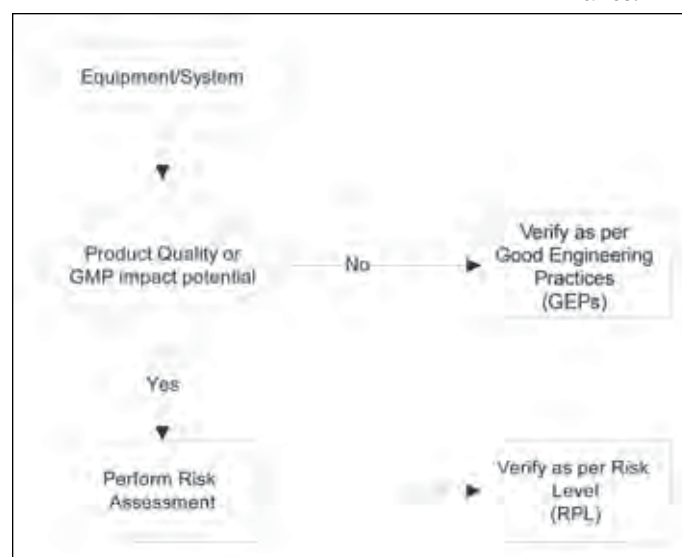 Equipment/System
Product Quality or
GMP impact potential
No
Verify as per
Good Engineering
Practices
(GEPs)
Yes
Perform Risk
Assessment
Verify as per Risk
Level
(RPL)